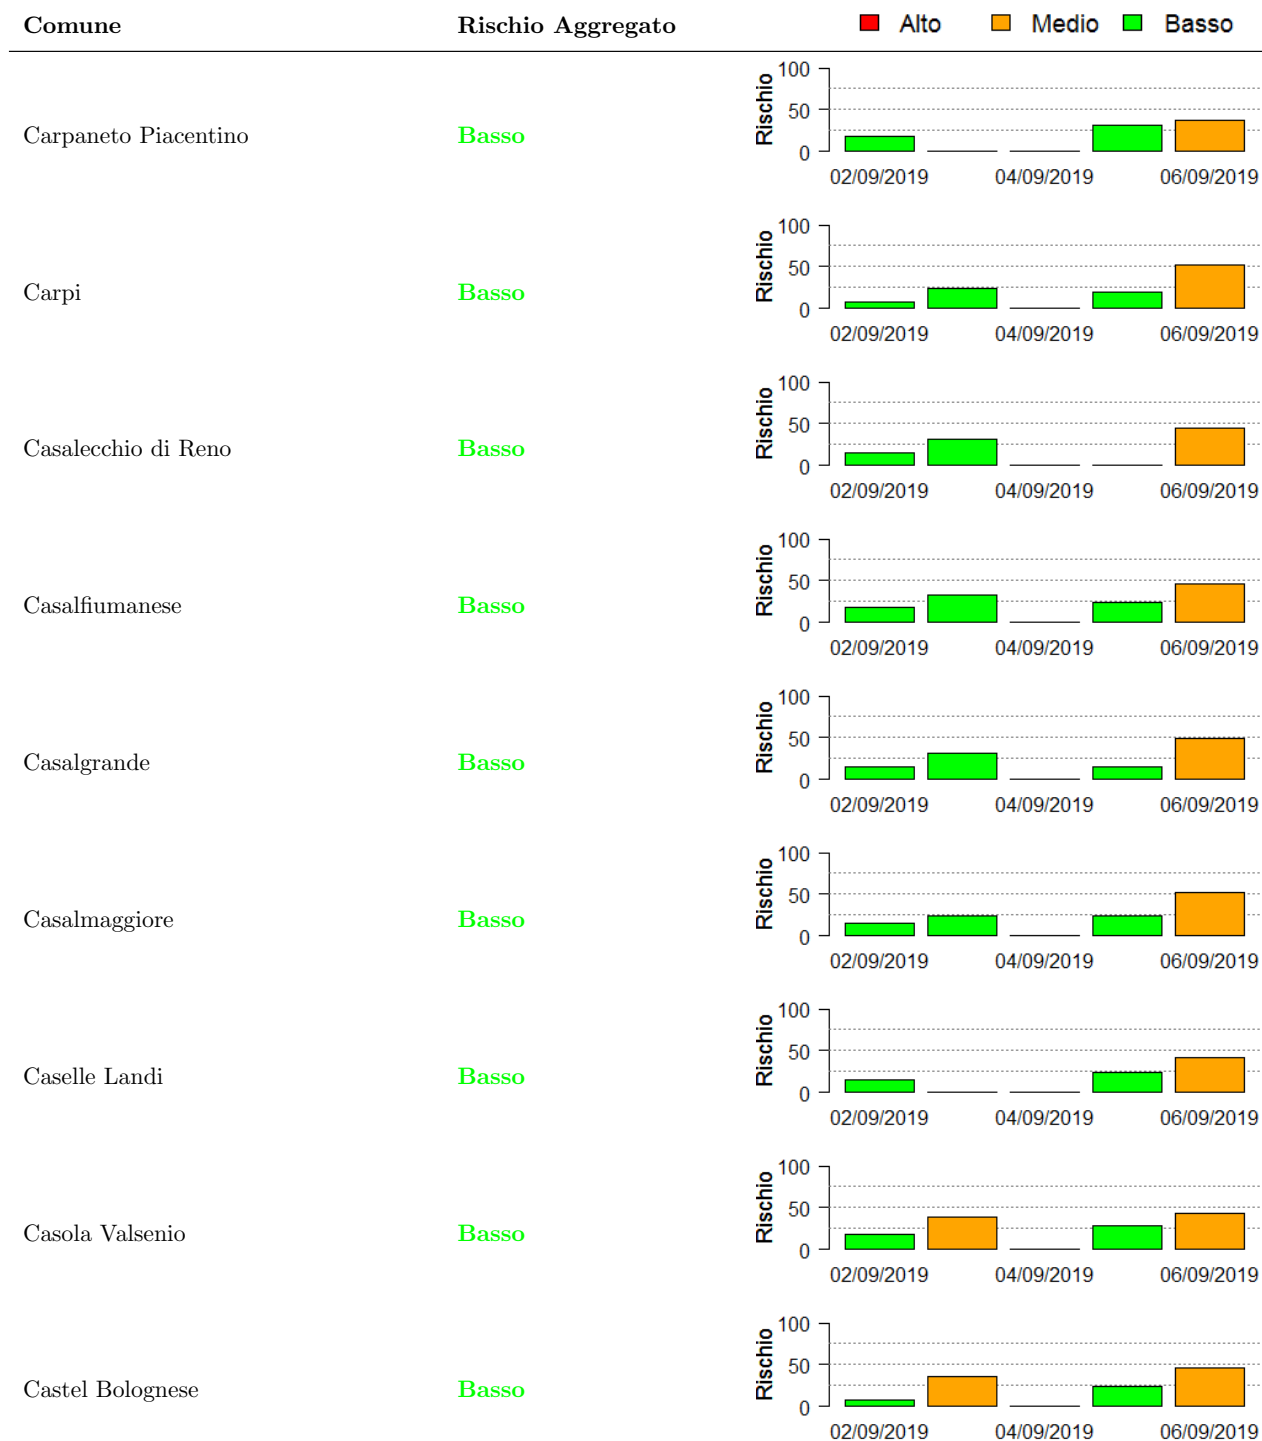 Comune Rischio Aggregato Alto Medio Basso
Carpaneto Piacentino Basso
Rischio
100
50
0
02/09/2019 04/09/2019 06/09/2019
Carpi Basso
Rischio
100
50
0
02/09/2019 04/09/2019 06/09/2019
Casalecchio di Reno Basso
Rischio
100
50
0
02/09/2019 04/09/2019 06/09/2019
Casalfiumanese Basso
Rischio
100
50
0
02/09/2019 04/09/2019 06/09/2019
Casalgrande Basso
Rischio
100
50
0
02/09/2019 04/09/2019 06/09/2019
Casalmaggiore Basso
Rischio
100
50
0
02/09/2019 04/09/2019 06/09/2019
Caselle Landi Basso
Rischio
100
50
0
02/09/2019 04/09/2019 06/09/2019
Casola Valsenio Basso
Rischio
100
50
0
02/09/2019 04/09/2019 06/09/2019
Castel Bolognese Basso
Rischio
100
50
0
02/09/2019 04/09/2019 06/09/2019